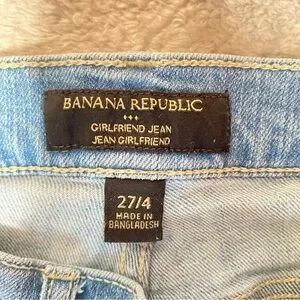 BANANA REPUBLIC
GIRLFRIEND JEAN
JEAN GIRLFRIEND
27/4
MADE IN
BANGLADESH